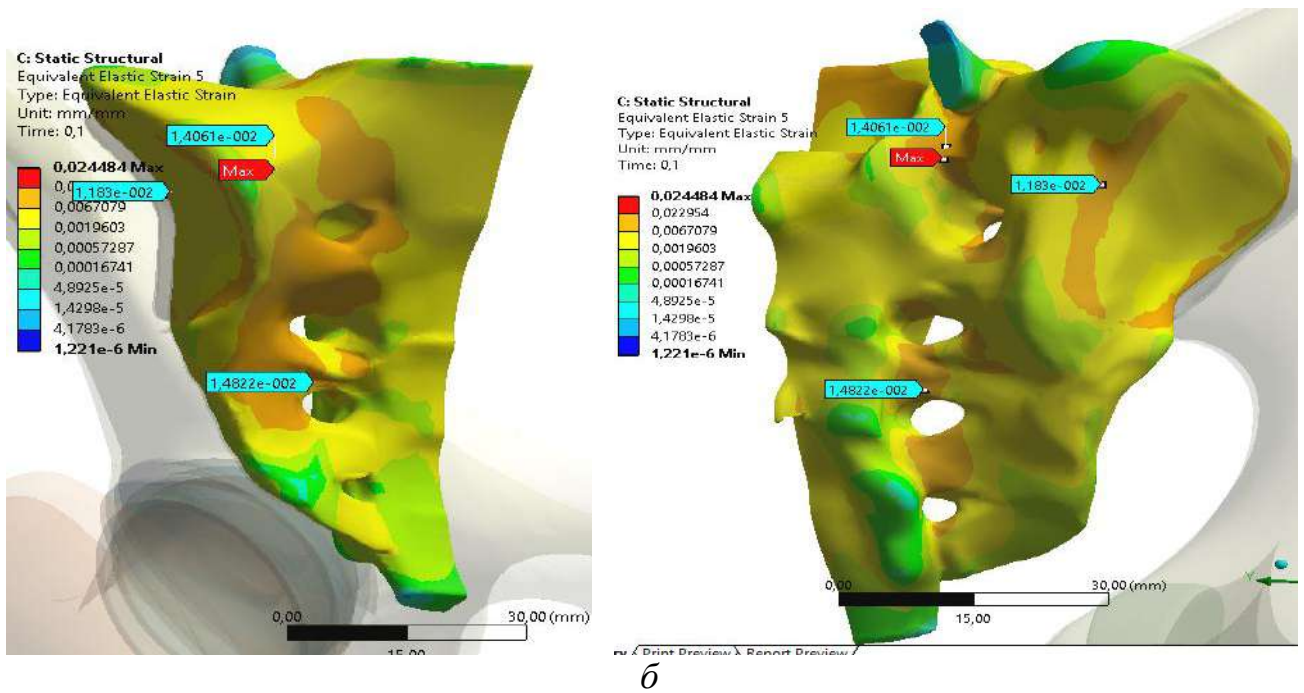 C: Static Structural
Equivalent Elastic Strain 5
Type: Equivalent Elastic Strain
Unit: mm/mm
Time: 0,1
1,4061e-002
Max
0,024484 Max
1,183e-002
0,0067079
0,0019603
0,00057287
0,00016741
4,8925e-5
1,4298e-5
4,1783e-6
1,221e-6 Min
1,4822e-002
0,00
30,00 (mm)
15,00
C: Static Structural
Equivalent Elastic Strain 5
Type: Equivalent Elastic Strain
Unit: mm/mm
Time: 0,1
1,4061e-002
Max
1,183e-002
0,024484 Max
0,022954
0,0067079
0,0019603
0,00057287
0,00016741
4,8925e-5
1,4298e-5
4,1783e-6
1,221e-6 Min
1,4822e-002
0,00
30,00 (mm)
15,00
Y
Print Preview Report Preview
б